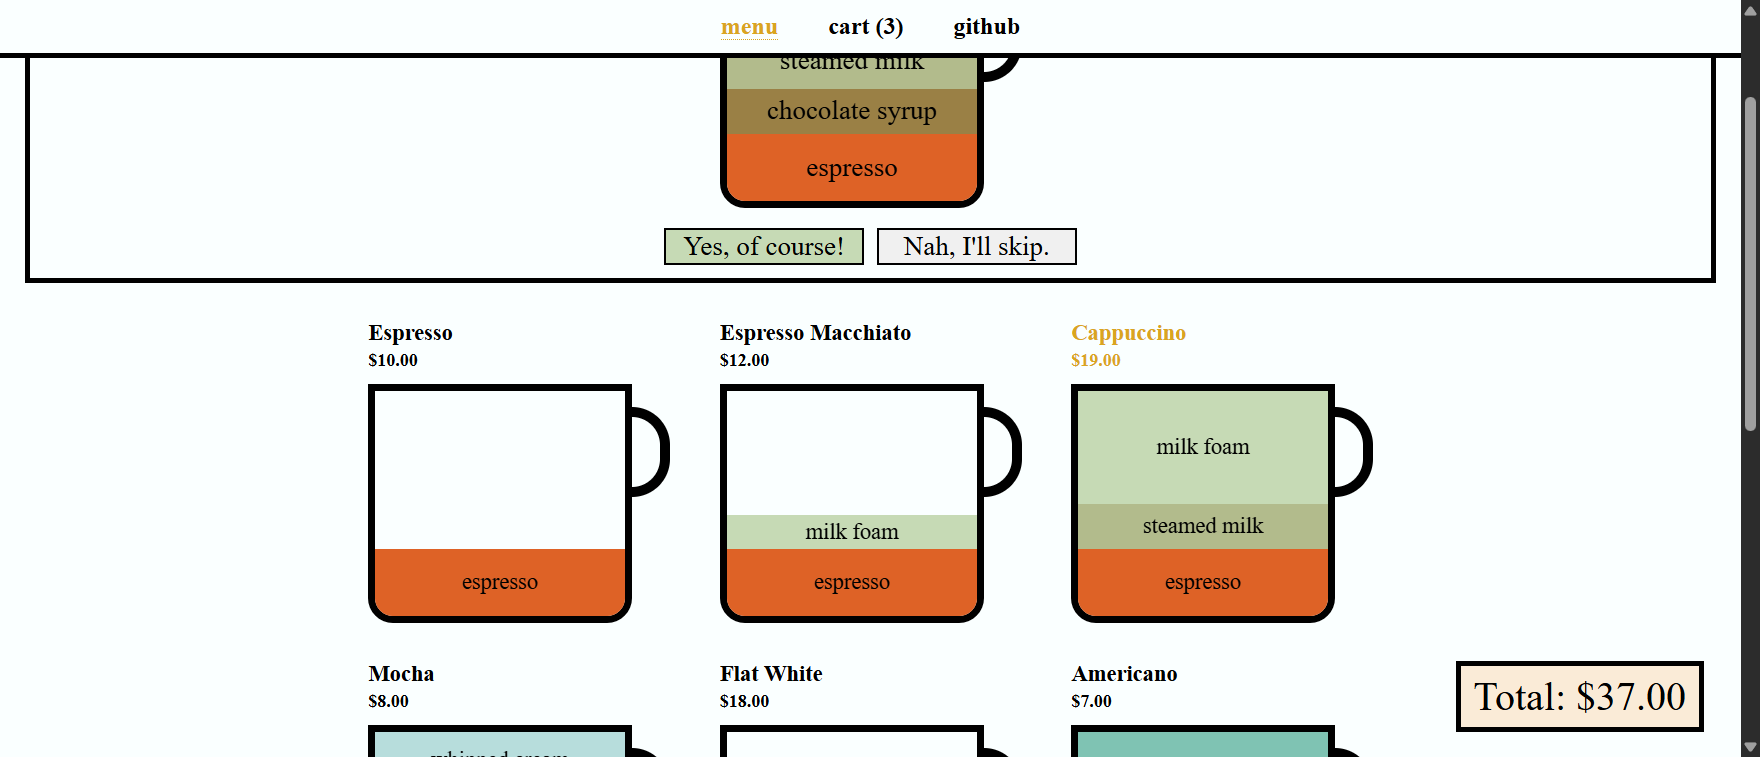 menu cart (3) github
steamed milk
chocolate syrup
espresso
Yes, of course! Nah, I'll skip.
Espresso Espresso Macchiato Cappuccino
$10.00 $12.00 $19.00
milk foam
steamed milk
milk foam
espresso espresso espresso
Mocha Flat White Americano
$8.00 $18.00 $7.00
Total: $37.00
whipped cream